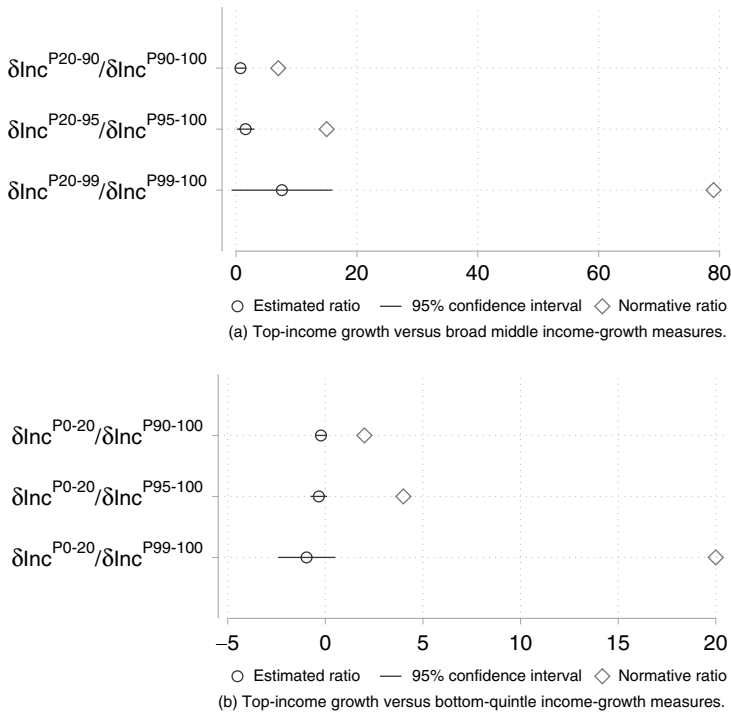 δInc^P20-90/δInc^P90-100
δInc^P20-95/δInc^P95-100
δInc^P20-99/δInc^P99-100
0 20 40 60 80
Estimated ratio 95% confidence interval Normative ratio
(a) Top-income growth versus broad middle income-growth measures.
δInc^P0-20/δInc^P90-100
δInc^P0-20/δInc^P95-100
δInc^P0-20/δInc^P99-100
−5 0 5 10 15 20
Estimated ratio 95% confidence interval Normative ratio
(b) Top-income growth versus bottom-quintle income-growth measures.